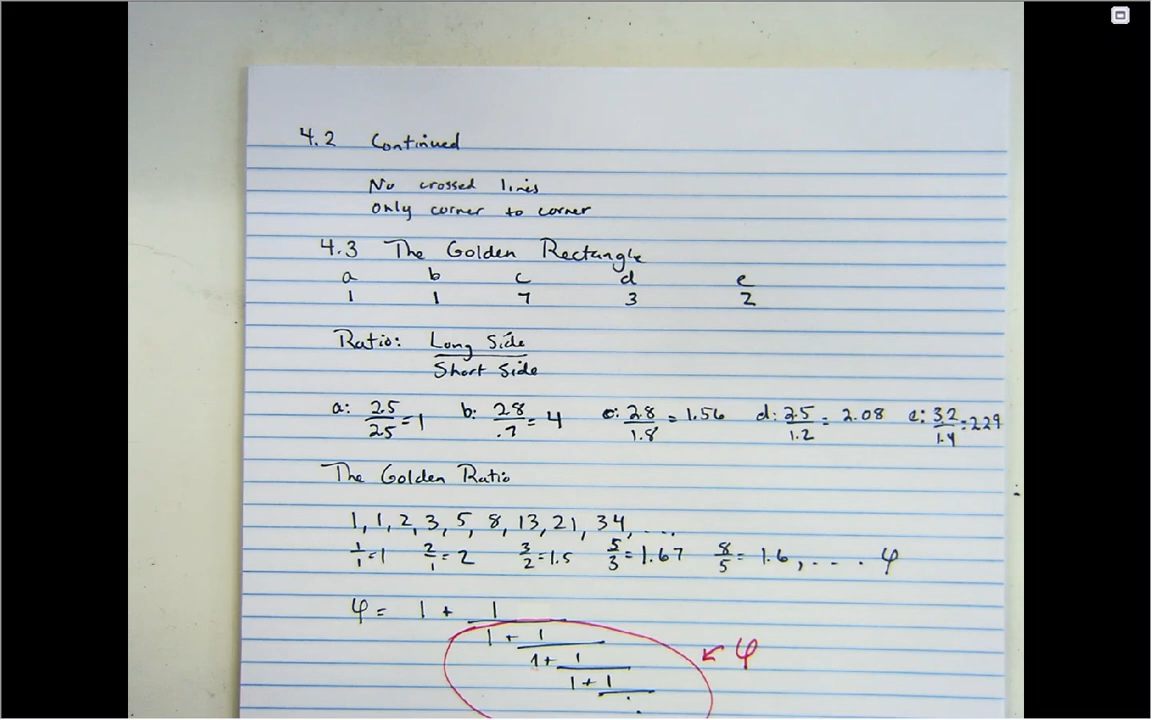 4.2 Continued
No crossed lines
only corner to corner
4.3 The Golden Rectangle
a b c d e
1 1 7 3 2
Ratio: Long Side / Short Side
a: 2.5/2.5 = 1 b: 2.8/.7 = 4 c: 2.8/1.8 = 1.56 d: 2.5/1.2 = 2.08 e: 3.2/1.4 = 2.29
The Golden Ratio
1, 1, 2, 3, 5, 8, 13, 21, 34, ...
1/1 = 1 2/1 = 2 3/2 = 1.5 5/3 = 1.67 8/5 = 1.6, .... φ
φ = 1 + 1
1 + 1 ← φ
1 + 1
1 + 1